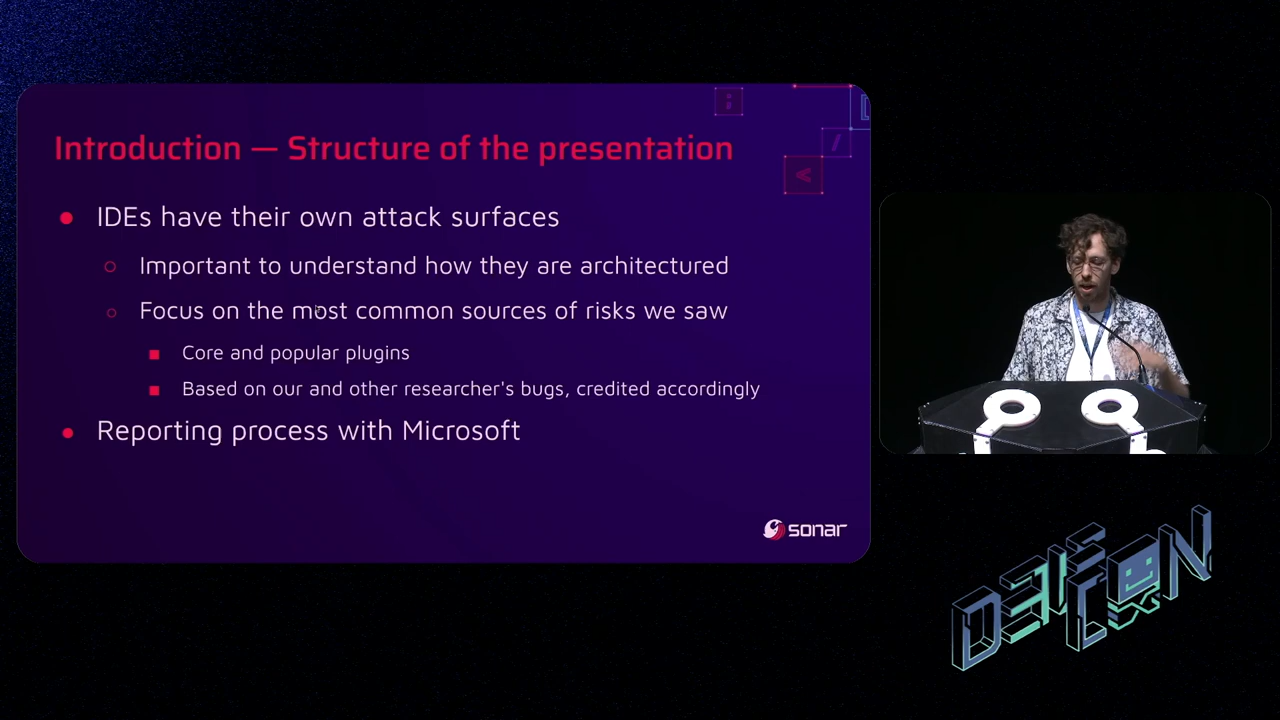 Introduction — Structure of the presentation
IDEs have their own attack surfaces
Important to understand how they are architectured
Focus on the most common sources of risks we saw
Core and popular plugins
Based on our and other researcher's bugs, credited accordingly
Reporting process with Microsoft
sonar
DEF
CON